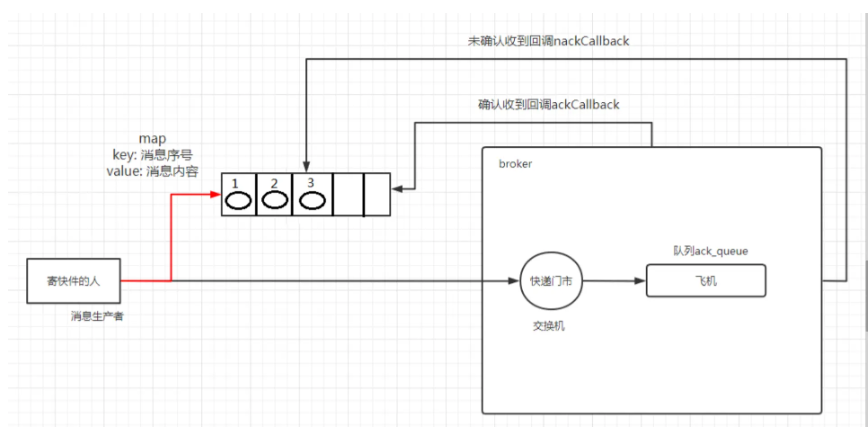 未确认收到回调nackCallback
确认收到回调ackCallback
map
key: 消息序号
value: 消息内容
broker
1 2 3
队列ack_queue
寄快件的人
快递门市
飞机
消息生产者
交换机